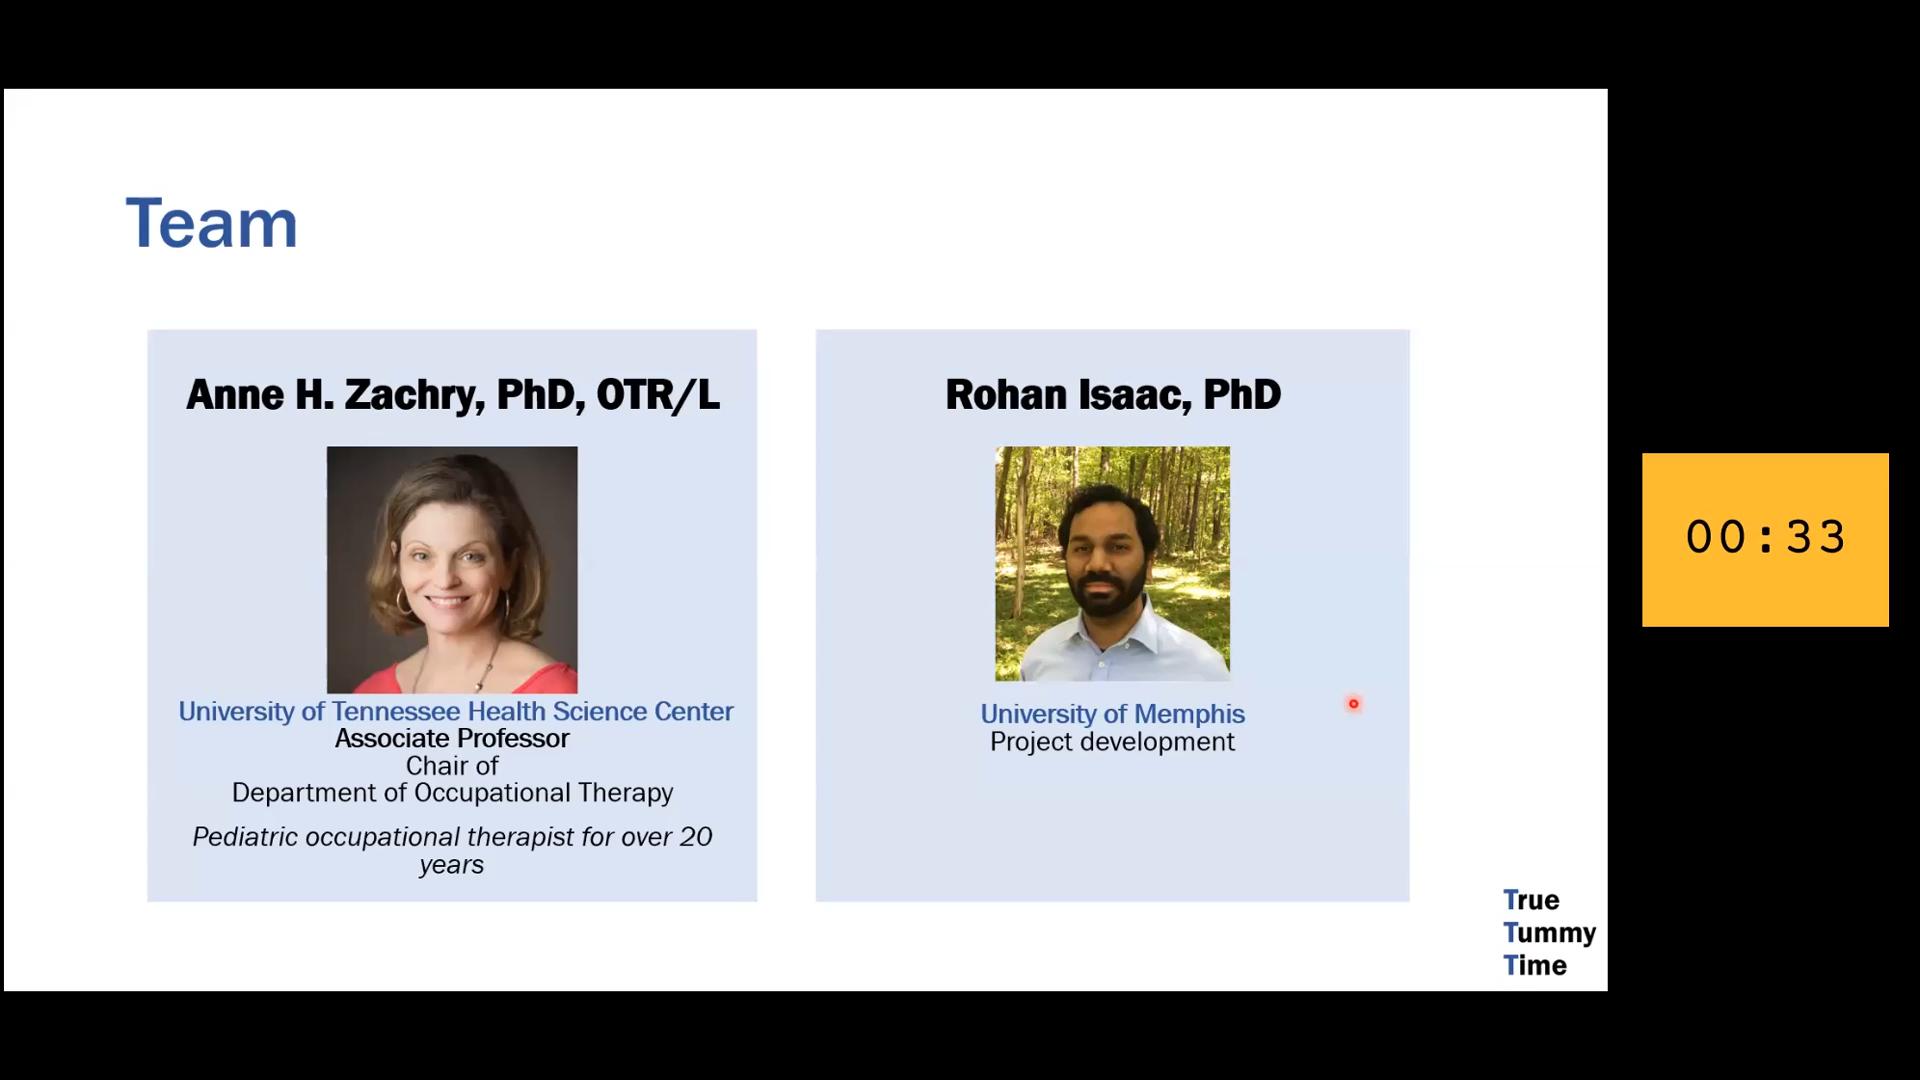 Team
Anne H. Zachry, PhD, OTR/L
University of Tennessee Health Science Center
Associate Professor
Chair of
Department of Occupational Therapy
Pediatric occupational therapist for over 20
years
Rohan Isaac, PhD
University of Memphis
Project development
True
Tummy
Time
00:33